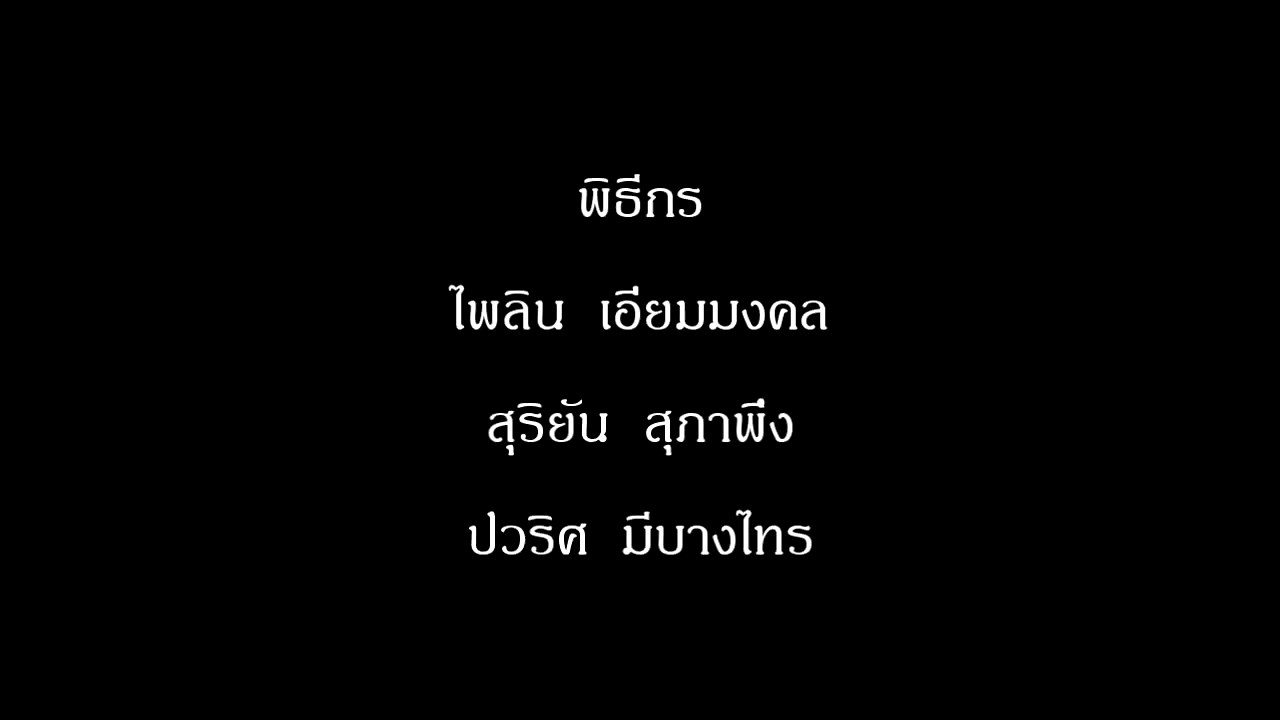 พิธีกร
ไพลิน เอี่ยมมงคล
สุริยัน สุภาพึ่ง
ปวริศ มีบางไทร